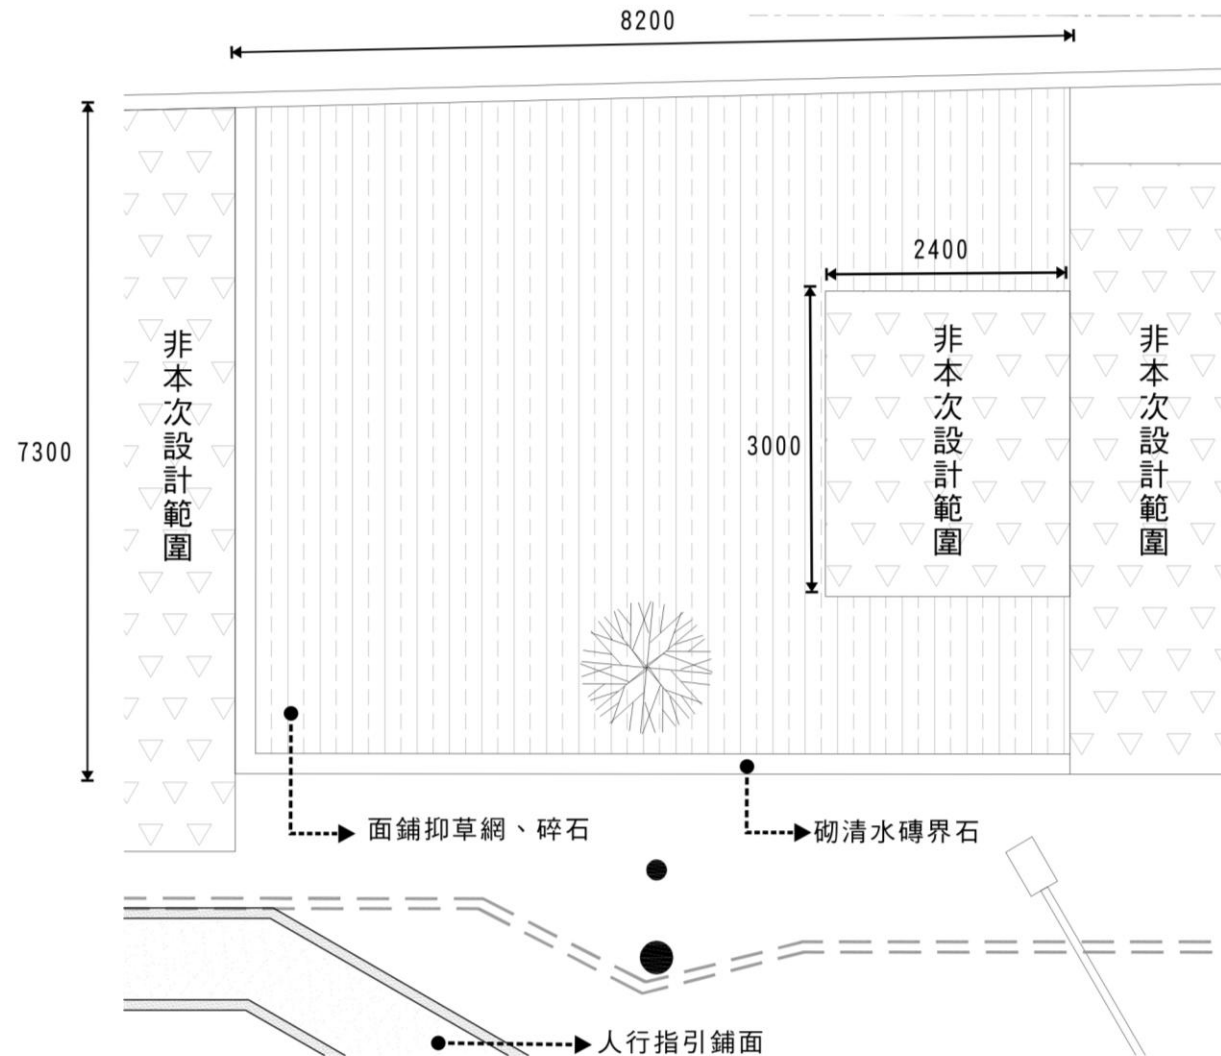 8200
2400
7300
3000
非本次設計範圍
非本次設計範圍
非本次設計範圍
面鋪抑草網、碎石
砌清水磚界石
人行指引鋪面